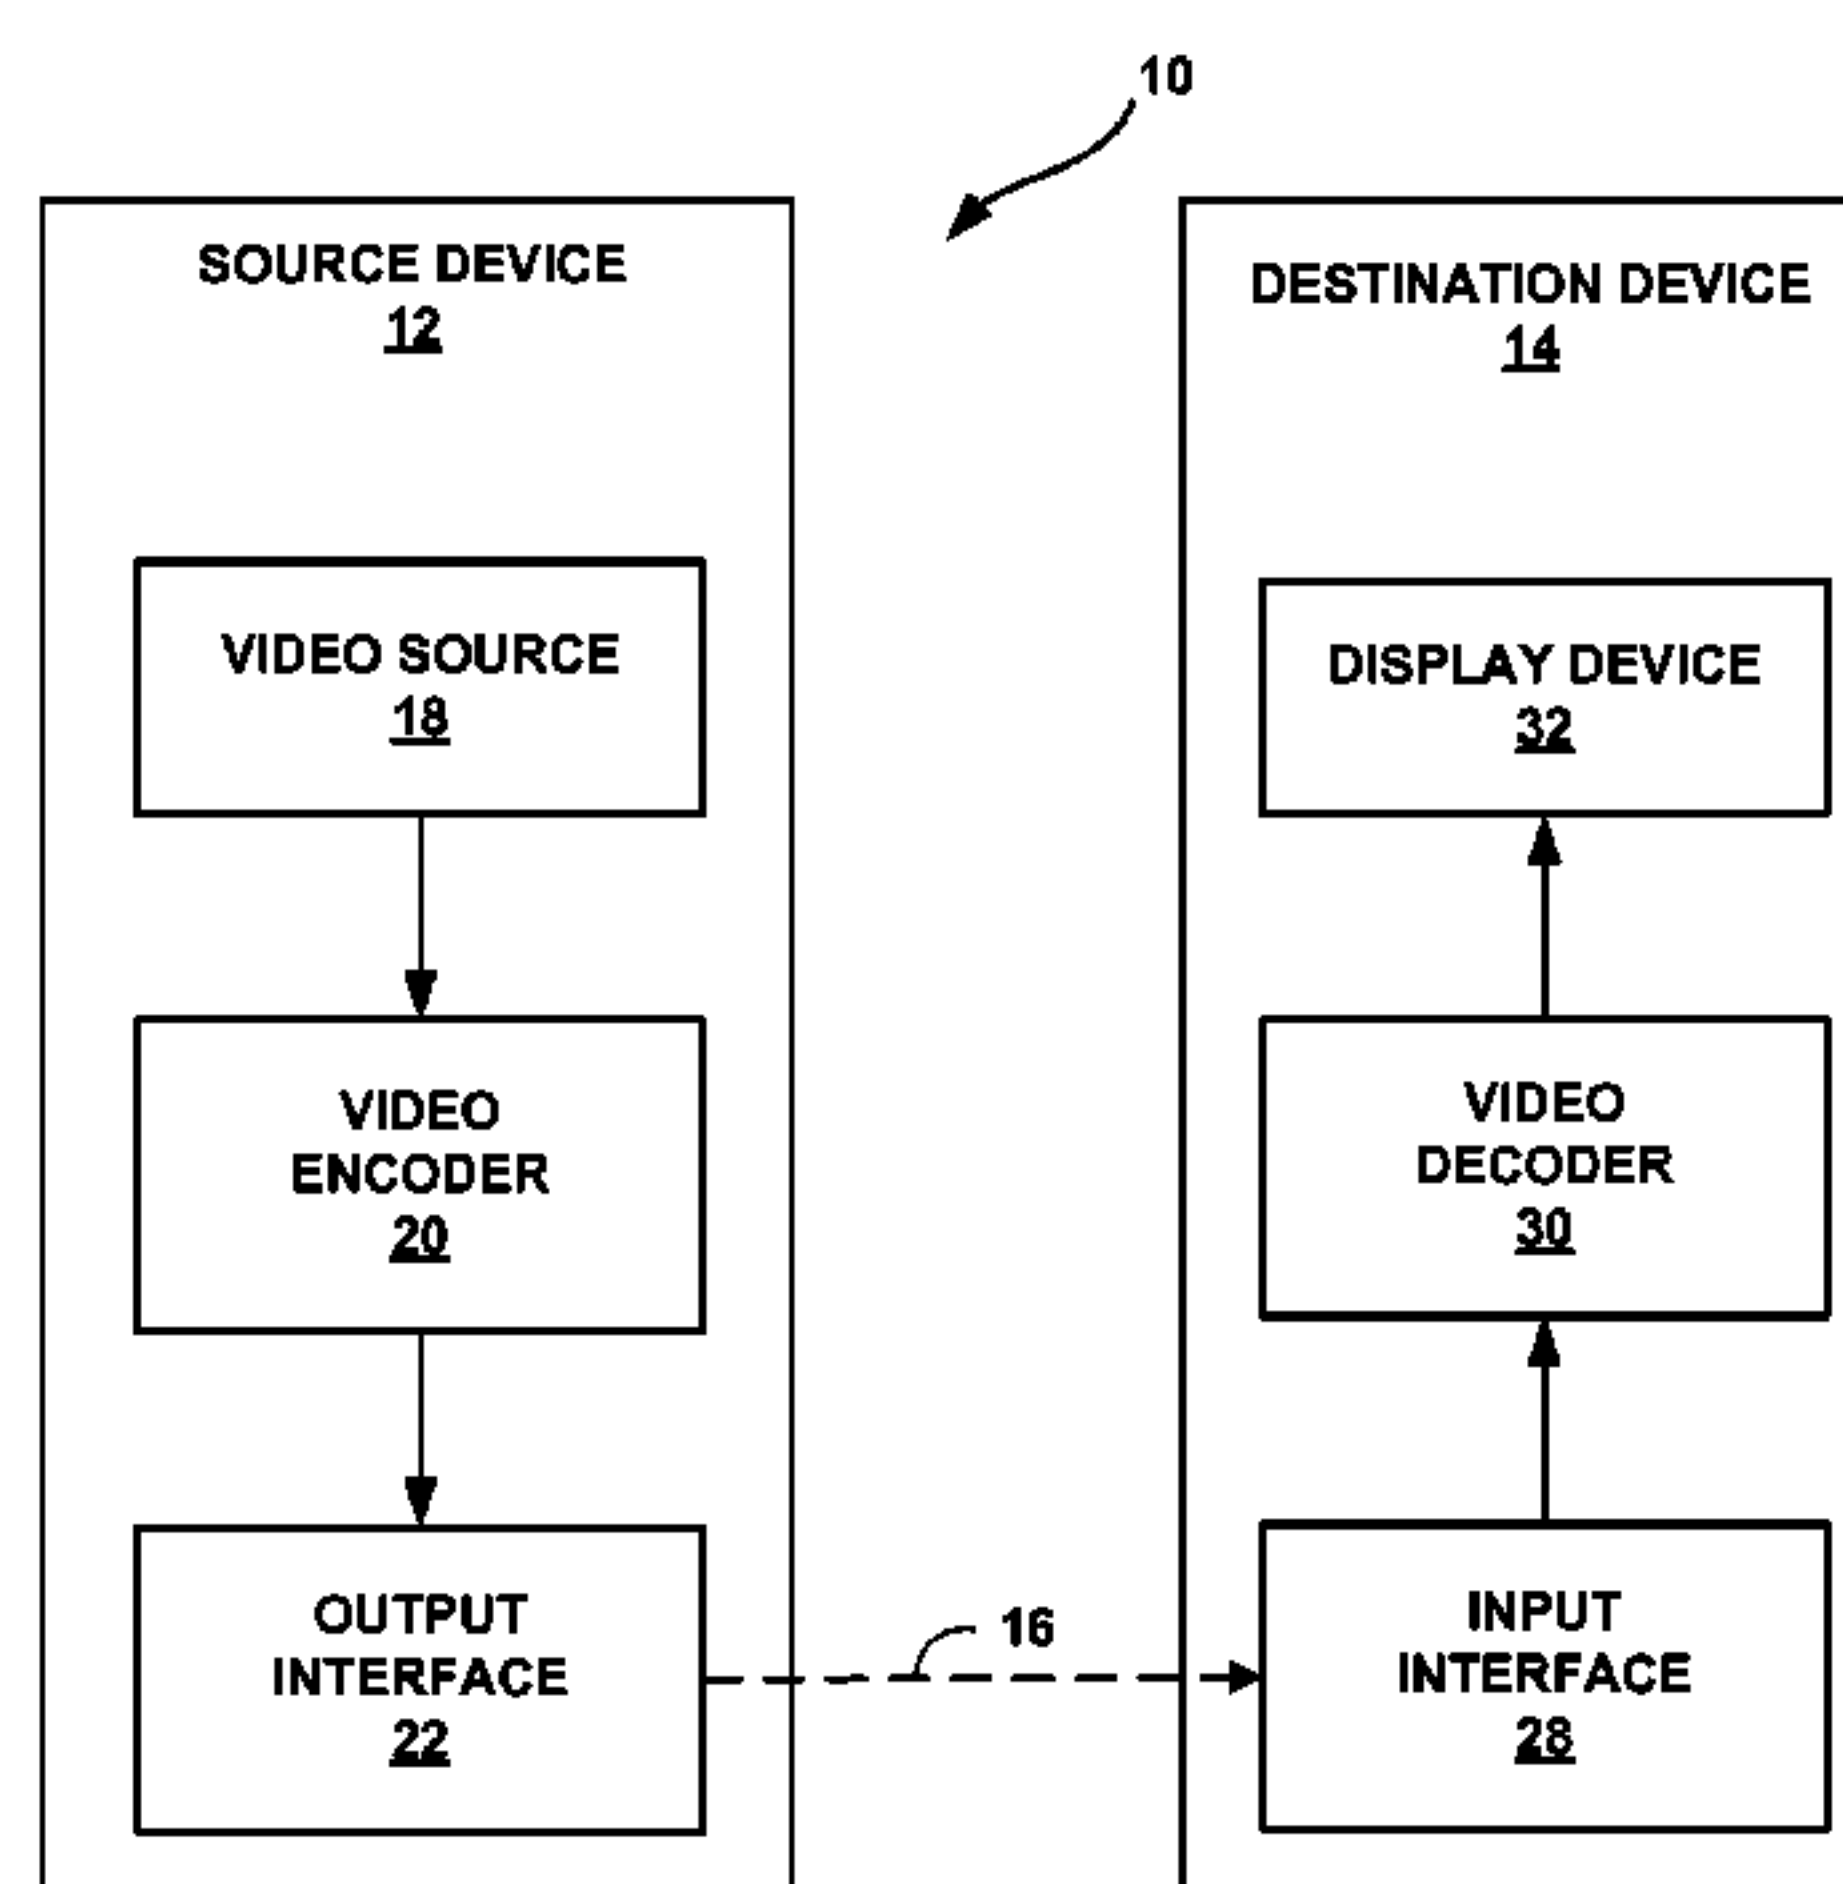 10
SOURCE DEVICE
12
VIDEO SOURCE
18
VIDEO
ENCODER
20
OUTPUT
INTERFACE
22
16
DESTINATION DEVICE
14
DISPLAY DEVICE
32
VIDEO
DECODER
30
INPUT
INTERFACE
28